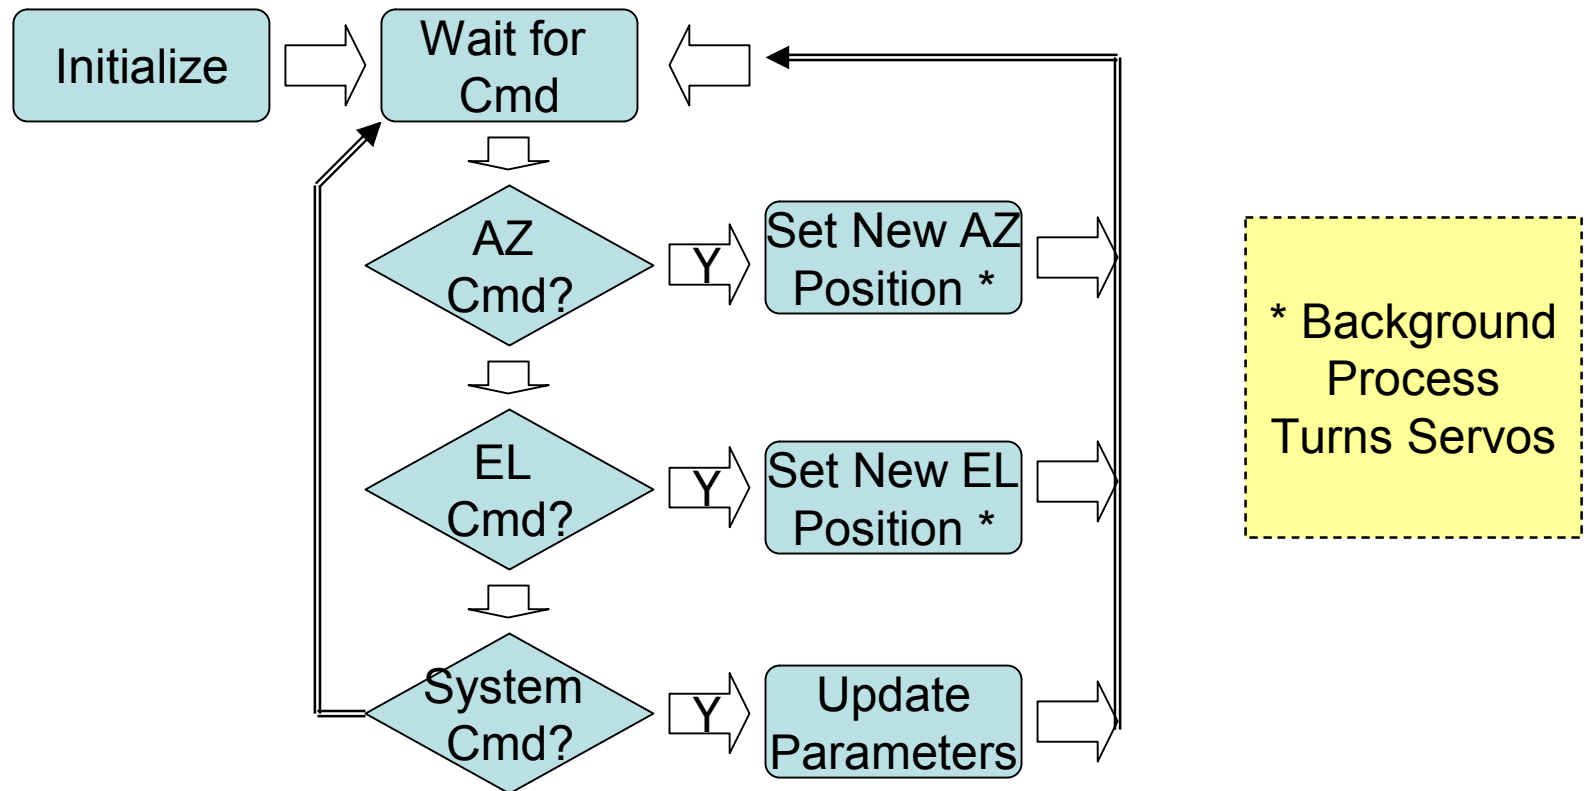 Initialize
Wait for
Cmd
AZ
Cmd?
Y
Set New AZ
Position *
EL
Cmd?
Y
Set New EL
Position *
System
Cmd?
Y
Update
Parameters
* Background
Process
Turns Servos